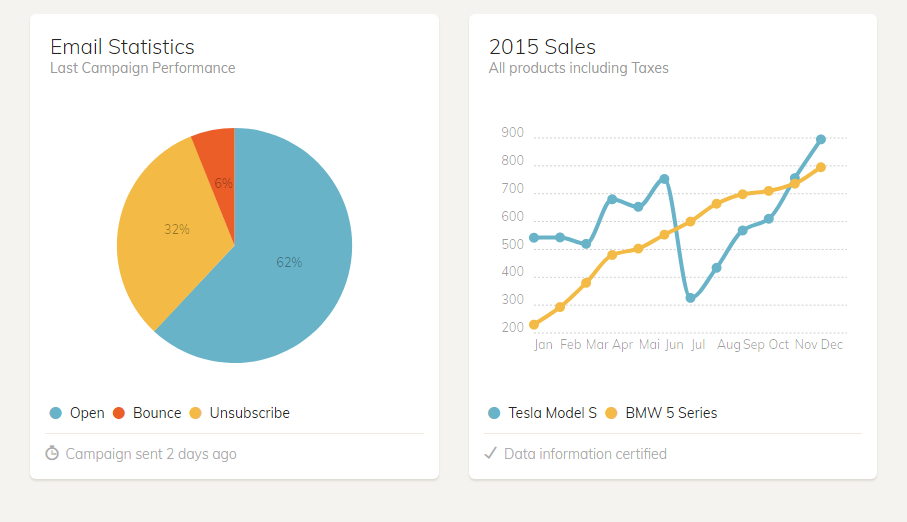 Email Statistics
Last Campaign Performance
6%
32%
62%
Open Bounce Unsubscribe
Campaign sent 2 days ago
2015 Sales
All products including Taxes
900
800
700
600
500
400
300
200
Jan Feb Mar Apr Mai Jun Jul Aug Sep Oct Nov Dec
Tesla Model S BMW 5 Series
Data information certified